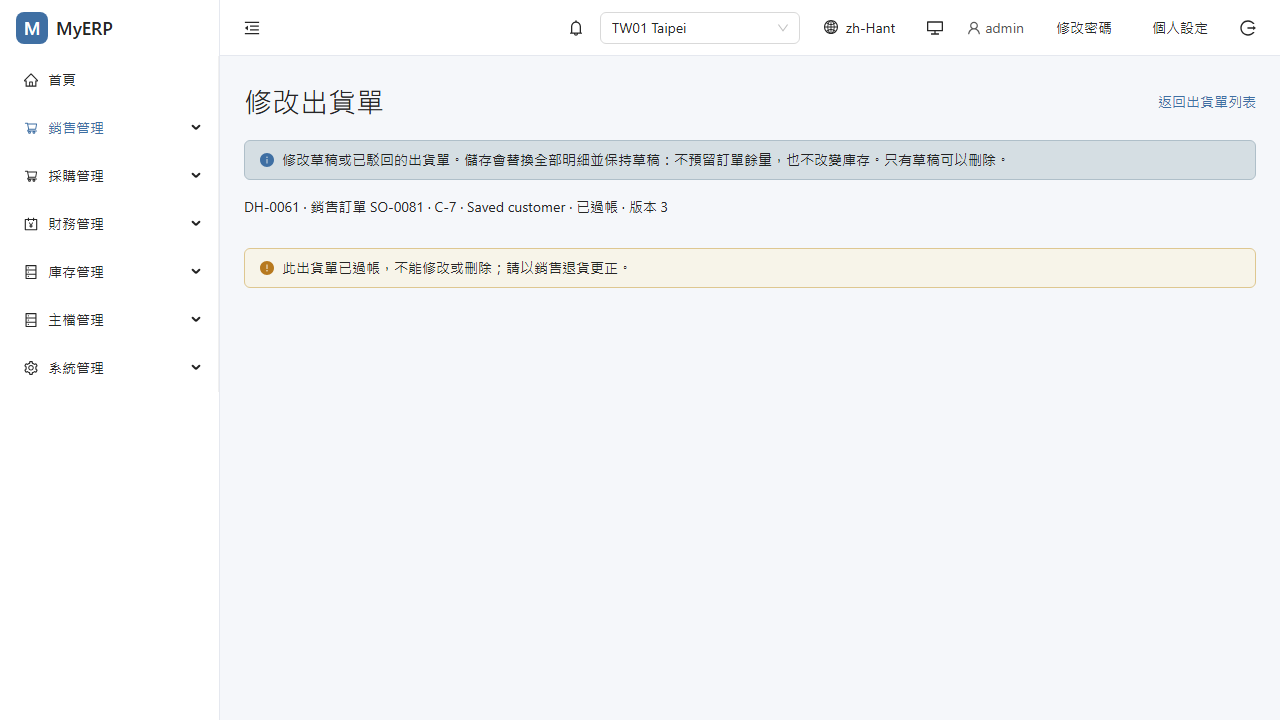 M MyERP
TW01 Taipei
zh-Hant
admin
修改密碼
個人設定
首頁
銷售管理
採購管理
財務管理
庫存管理
主檔管理
系統管理
修改出貨單
返回出貨單列表
修改草稿或已駁回的出貨單。儲存會替換全部明細並保持草稿：不預留訂單餘量，也不改變庫存。只有草稿可以刪除。
DH-0061 · 銷售訂單 SO-0081 · C-7 · Saved customer · 已過帳 · 版本 3
此出貨單已過帳，不能修改或刪除；請以銷售退貨更正。